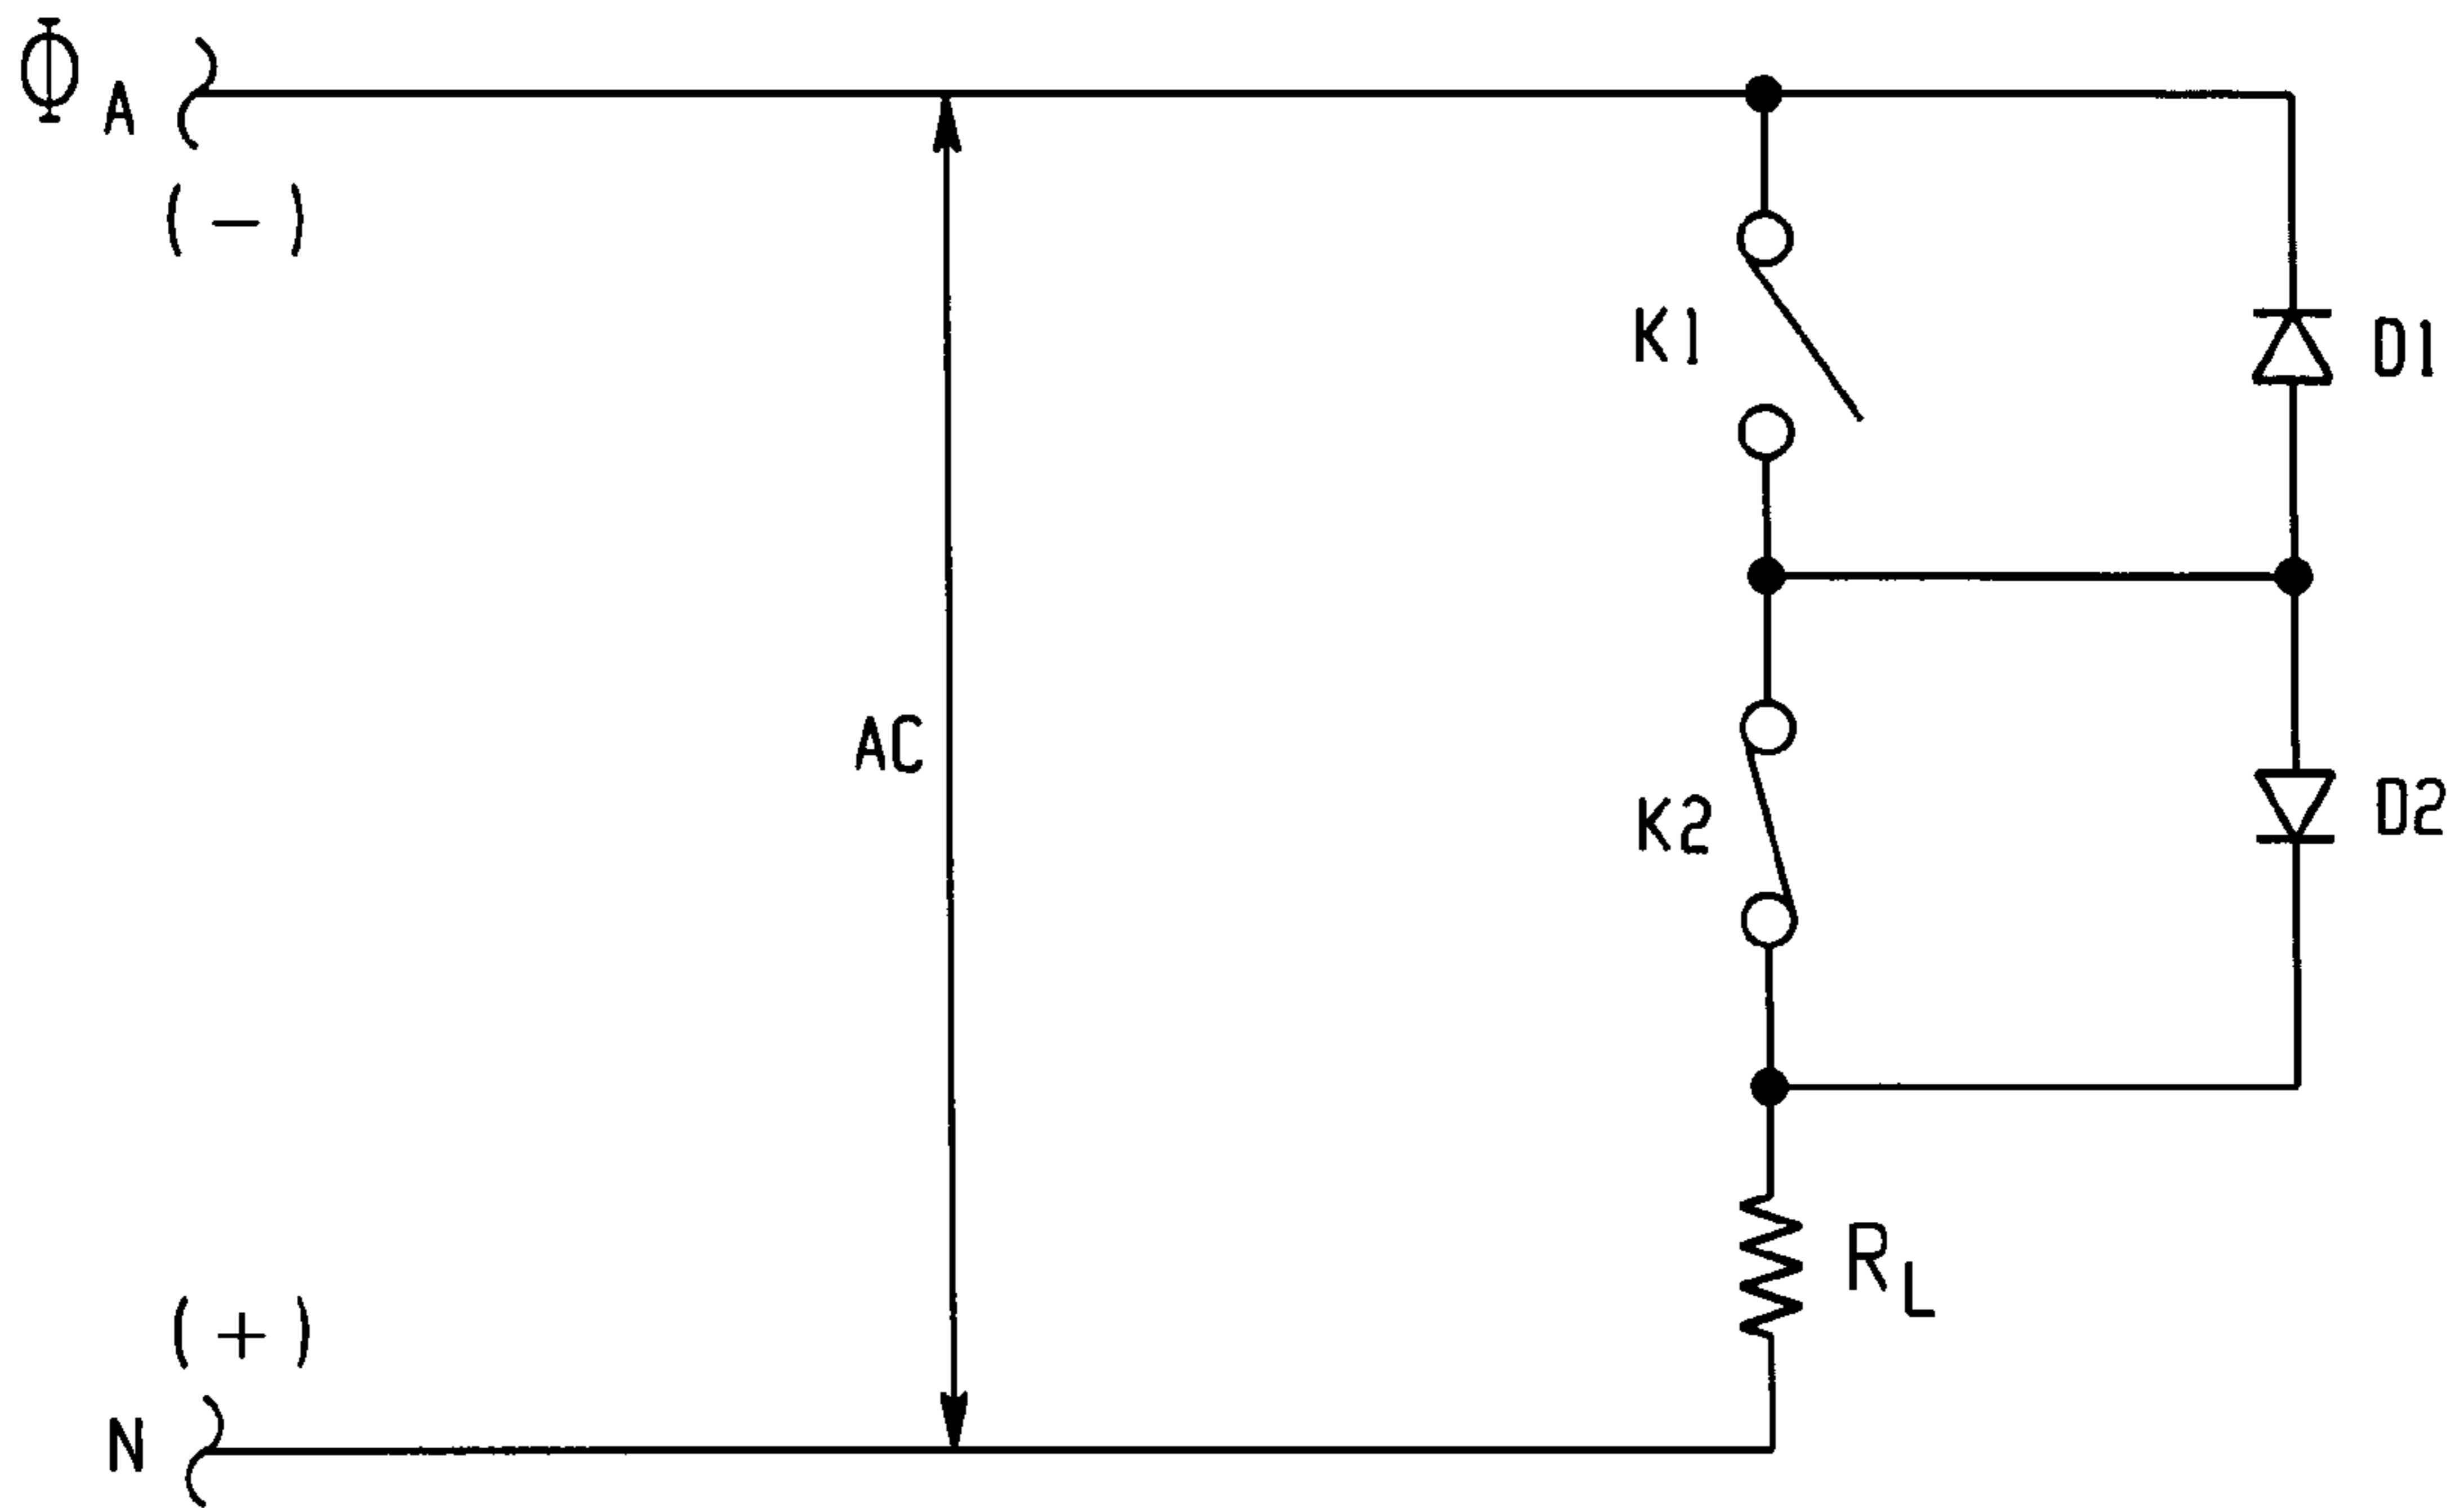 Φ A
( - )
K1
D1
AC
K2
D2
R L
( + )
N